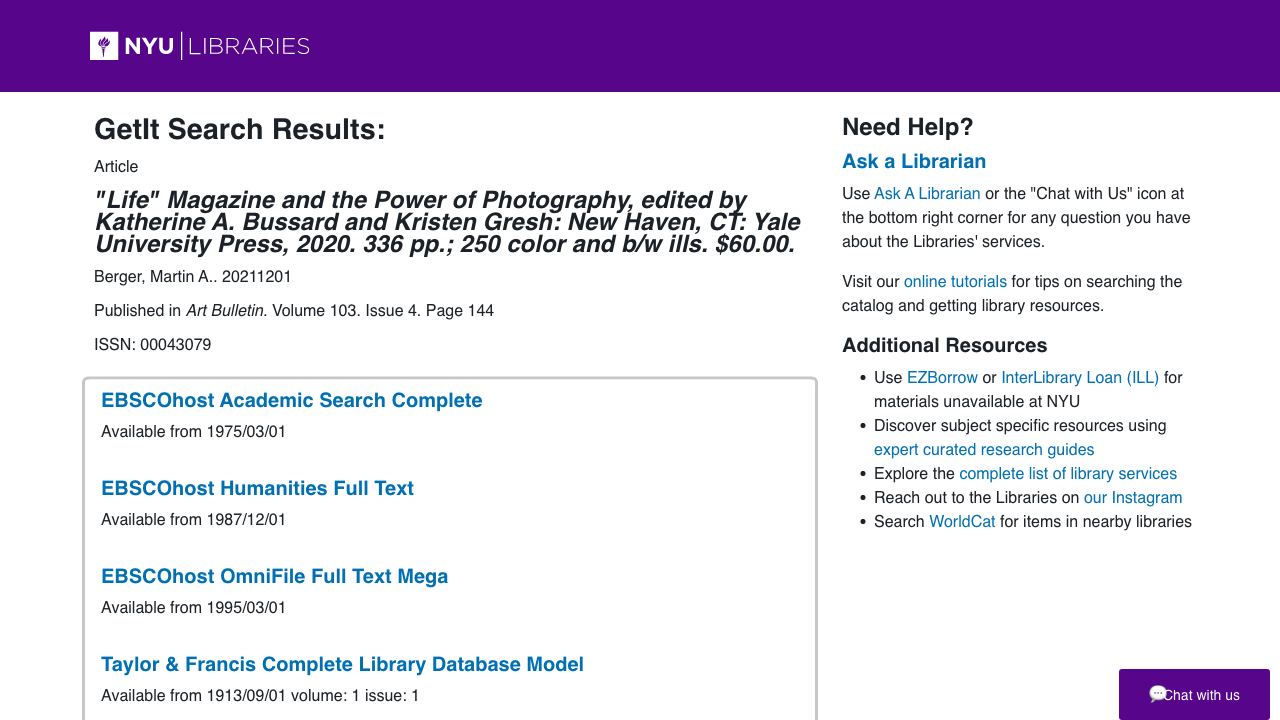 NYU LIBRARIES
GetIt Search Results:
Article
"Life" Magazine and the Power of Photography, edited by
Katherine A. Bussard and Kristen Gresh: New Haven, CT: Yale
University Press, 2020. 336 pp.; 250 color and b/w ills. $60.00.
Berger, Martin A.. 20211201
Published in Art Bulletin. Volume 103. Issue 4. Page 144
ISSN: 00043079
EBSCOhost Academic Search Complete
Available from 1975/03/01
EBSCOhost Humanities Full Text
Available from 1987/12/01
EBSCOhost OmniFile Full Text Mega
Available from 1995/03/01
Taylor & Francis Complete Library Database Model
Available from 1913/09/01 volume: 1 issue: 1
Need Help?
Ask a Librarian
Use Ask A Librarian or the "Chat with Us" icon at
the bottom right corner for any question you have
about the Libraries' services.
Visit our online tutorials for tips on searching the
catalog and getting library resources.
Additional Resources
• Use EZBorrow or InterLibrary Loan (ILL) for
materials unavailable at NYU
• Discover subject specific resources using
expert curated research guides
• Explore the complete list of library services
• Reach out to the Libraries on our Instagram
• Search WorldCat for items in nearby libraries
Chat with us